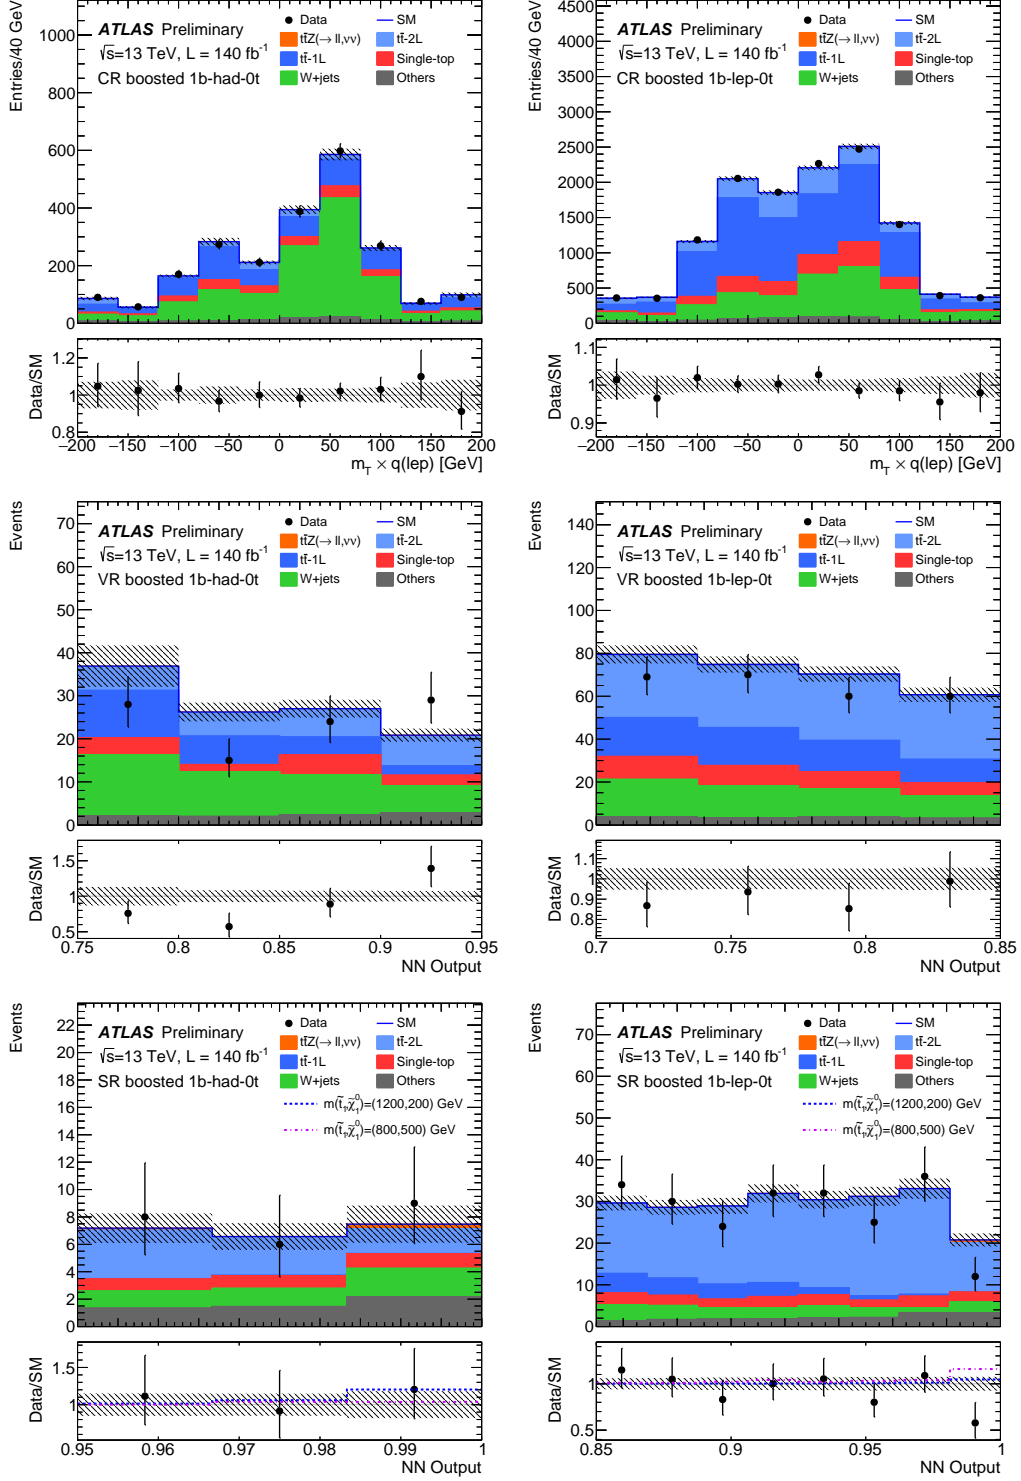 Entries/40 GeV
1000
800
600
400
200
0
ATLAS Preliminary
√s=13 TeV, L = 140 fb⁻¹
CR boosted 1b-had-0t
Data
SM
tt̄Z(→ ll,νν)
tt̄-2L
tt̄-1L
Single-top
W+jets
Others
Data/SM
1.2
1
0.8
−200 −150 −100 −50 0 50 100 150 200
m_T × q(lep) [GeV]
Entries/40 GeV
4500
4000
3500
3000
2500
2000
1500
1000
500
0
ATLAS Preliminary
√s=13 TeV, L = 140 fb⁻¹
CR boosted 1b-lep-0t
Data
SM
tt̄Z(→ ll,νν)
tt̄-2L
tt̄-1L
Single-top
W+jets
Others
Data/SM
1.1
1
0.9
−200 −150 −100 −50 0 50 100 150 200
m_T × q(lep) [GeV]
Events
70
60
50
40
30
20
10
0
ATLAS Preliminary
√s=13 TeV, L = 140 fb⁻¹
VR boosted 1b-had-0t
Data
SM
tt̄Z(→ ll,νν)
tt̄-2L
tt̄-1L
Single-top
W+jets
Others
Data/SM
1.5
1
0.5
0.75 0.8 0.85 0.9 0.95
NN Output
Events
140
120
100
80
60
40
20
0
ATLAS Preliminary
√s=13 TeV, L = 140 fb⁻¹
VR boosted 1b-lep-0t
Data
SM
tt̄Z(→ ll,νν)
tt̄-2L
tt̄-1L
Single-top
W+jets
Others
Data/SM
1.1
1
0.9
0.8
0.7 0.75 0.8 0.85
NN Output
Events
22
20
18
16
14
12
10
8
6
4
2
0
ATLAS Preliminary
√s=13 TeV, L = 140 fb⁻¹
SR boosted 1b-had-0t
Data
SM
tt̄Z(→ ll,νν)
tt̄-2L
tt̄-1L
Single-top
W+jets
Others
m(t̃₁,χ̃₁⁰)=(1200,200) GeV
m(t̃₁,χ̃₁⁰)=(800,500) GeV
Data/SM
1.5
1
0.95 0.96 0.97 0.98 0.99 1
NN Output
Events
70
60
50
40
30
20
10
0
ATLAS Preliminary
√s=13 TeV, L = 140 fb⁻¹
SR boosted 1b-lep-0t
Data
SM
tt̄Z(→ ll,νν)
tt̄-2L
tt̄-1L
Single-top
W+jets
Others
m(t̃₁,χ̃₁⁰)=(1200,200) GeV
m(t̃₁,χ̃₁⁰)=(800,500) GeV
Data/SM
1
0.5
0.85 0.9 0.95 1
NN Output